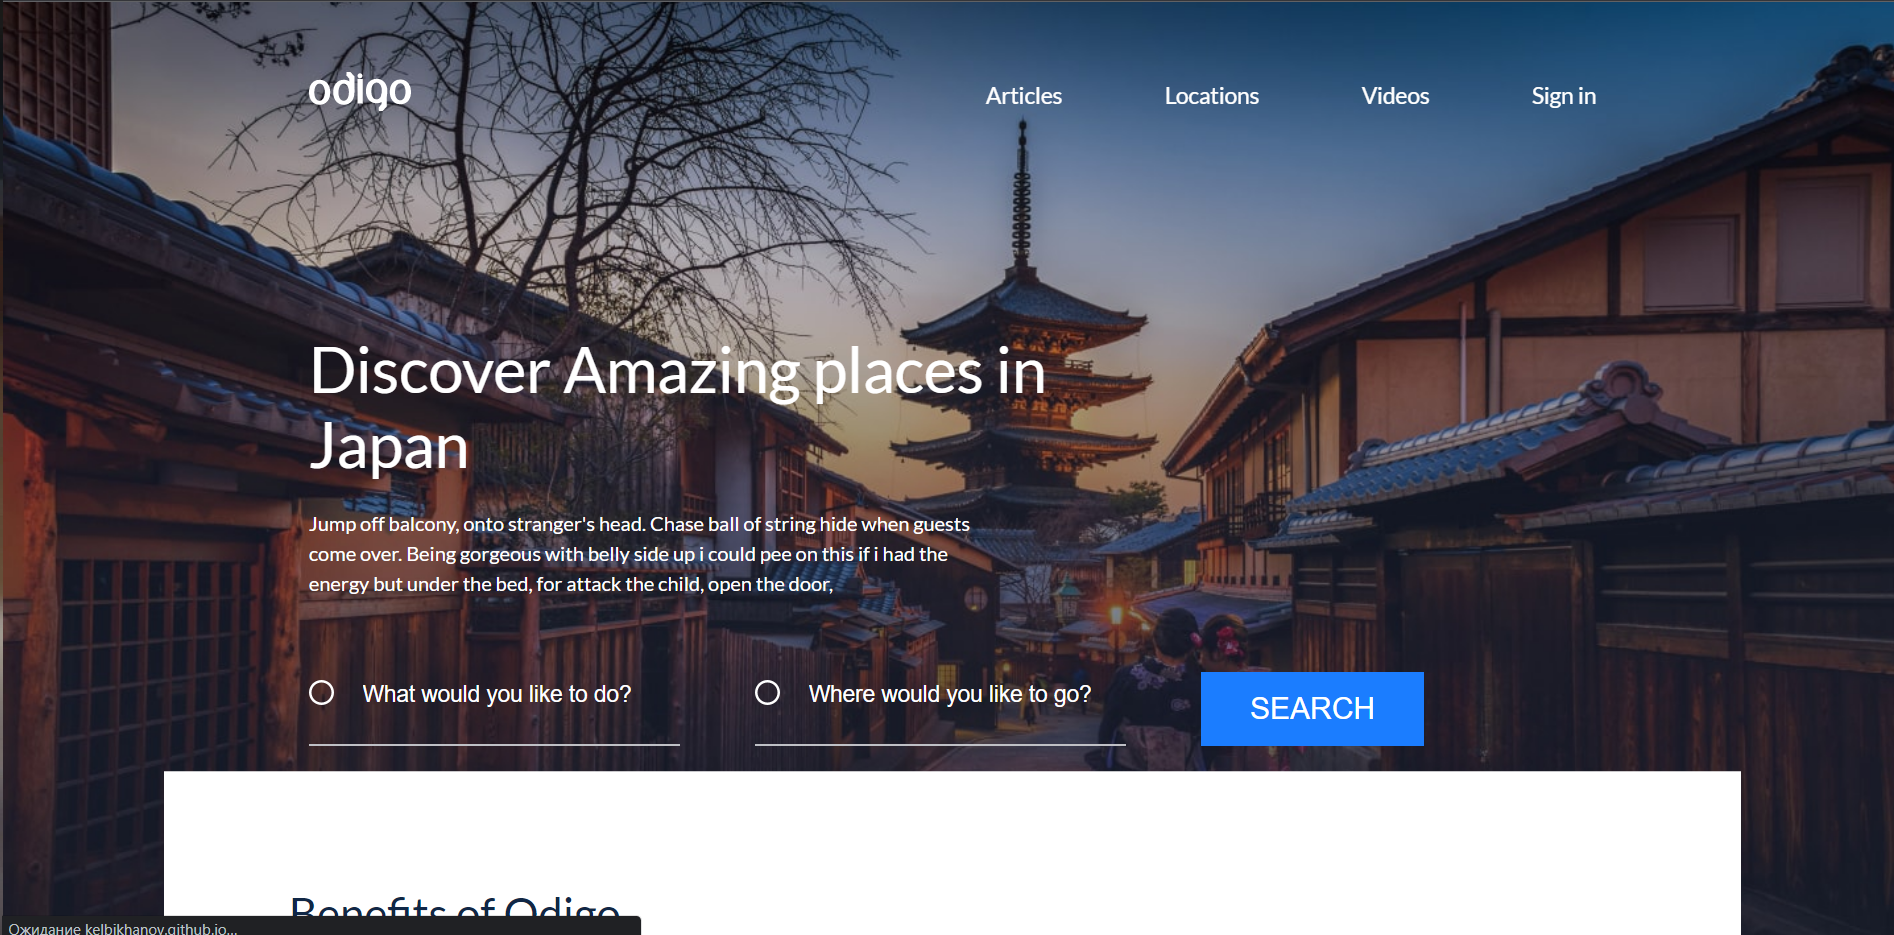 odigo
Articles
Locations
Videos
Sign in
Discover Amazing places in
Japan
Jump off balcony, onto stranger's head. Chase ball of string hide when guests
come over. Being gorgeous with belly side up i could pee on this if i had the
energy but under the bed, for attack the child, open the door,
What would you like to do?
Where would you like to go?
SEARCH
Benefits of Odigo
Ожидание kelbikhanov.github.io...